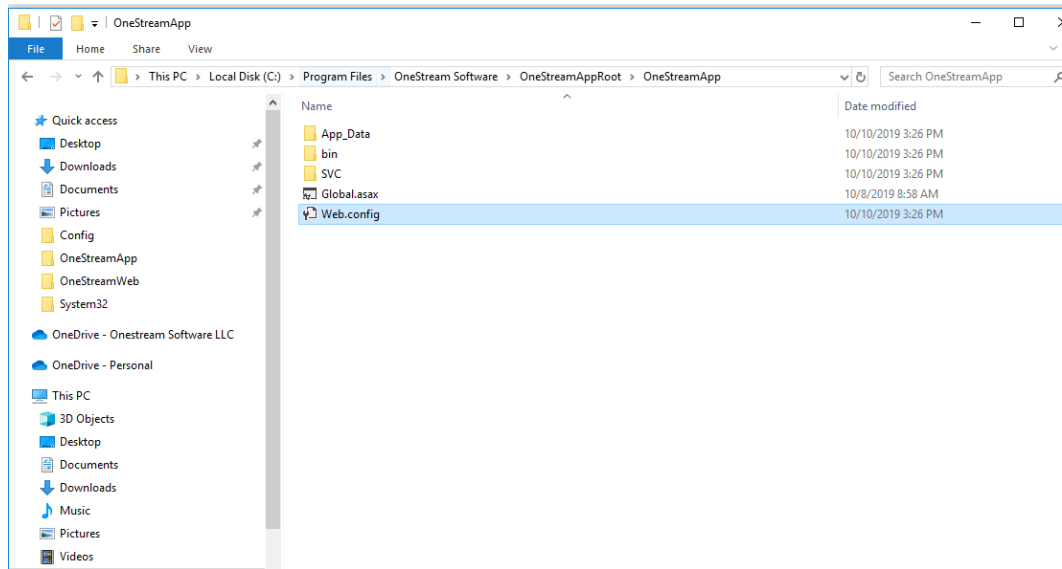 OneStreamApp
File Home Share View
This PC > Local Disk (C:) > Program Files > OneStream Software > OneStreamAppRoot > OneStreamApp
Search OneStreamApp
Name Date modified
Quick access
Desktop
Downloads
Documents
Pictures
Config
OneStreamApp
OneStreamWeb
System32
OneDrive - Onestream Software LLC
OneDrive - Personal
This PC
3D Objects
Desktop
Documents
Downloads
Music
Pictures
Videos
App_Data 10/10/2019 3:26 PM
bin 10/10/2019 3:26 PM
SVC 10/10/2019 3:26 PM
Global.asax 10/8/2019 8:58 AM
Web.config 10/10/2019 3:26 PM